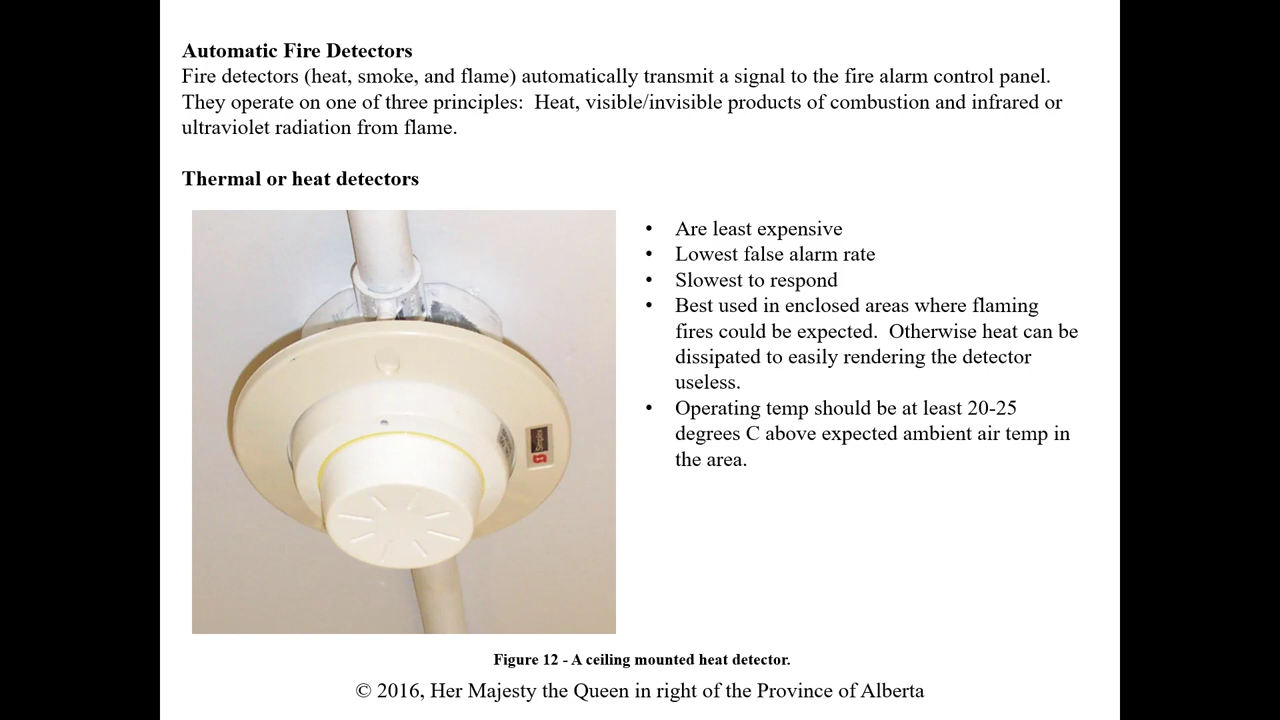 Automatic Fire Detectors
Fire detectors (heat, smoke, and flame) automatically transmit a signal to the fire alarm control panel.
They operate on one of three principles:  Heat, visible/invisible products of combustion and infrared or
ultraviolet radiation from flame.
Thermal or heat detectors
• Are least expensive
• Lowest false alarm rate
• Slowest to respond
• Best used in enclosed areas where flaming
fires could be expected.  Otherwise heat can be
dissipated to easily rendering the detector
useless.
• Operating temp should be at least 20-25
degrees C above expected ambient air temp in
the area.
Simplex
Figure 12 - A ceiling mounted heat detector.
© 2016, Her Majesty the Queen in right of the Province of Alberta